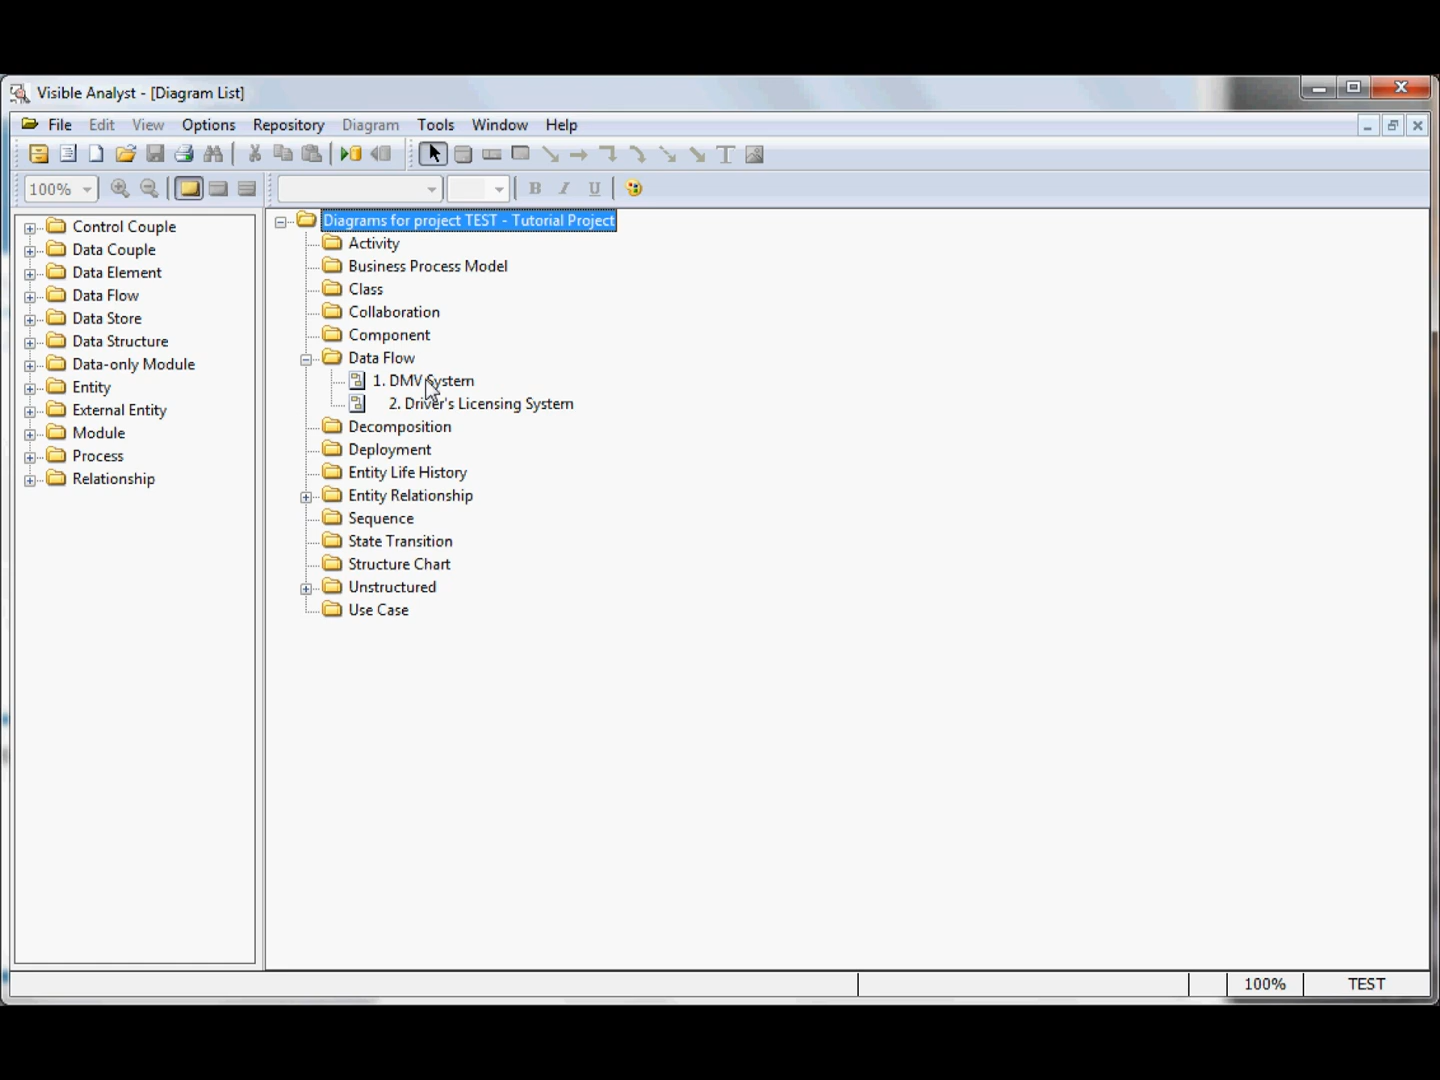 Visible Analyst - [Diagram List]
File Edit View Options Repository Diagram Tools Window Help
100%
B I U
Control Couple
Data Couple
Data Element
Data Flow
Data Store
Data Structure
Data-only Module
Entity
External Entity
Module
Process
Relationship
Diagrams for project TEST - Tutorial Project
Activity
Business Process Model
Class
Collaboration
Component
Data Flow
1. DMV System
2. Driver's Licensing System
Decomposition
Deployment
Entity Life History
Entity Relationship
Sequence
State Transition
Structure Chart
Unstructured
Use Case
100% TEST